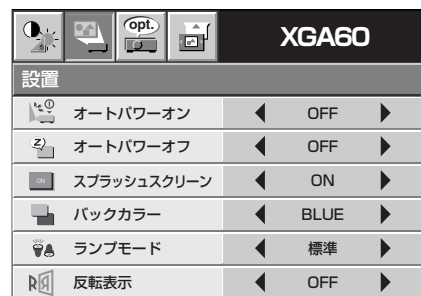 opt.
XGA60
設置
オートパワーオン OFF
Z オートパワーオフ OFF
ON スプラッシュスクリーン ON
バックカラー BLUE
ランプモード 標準
反転表示 OFF